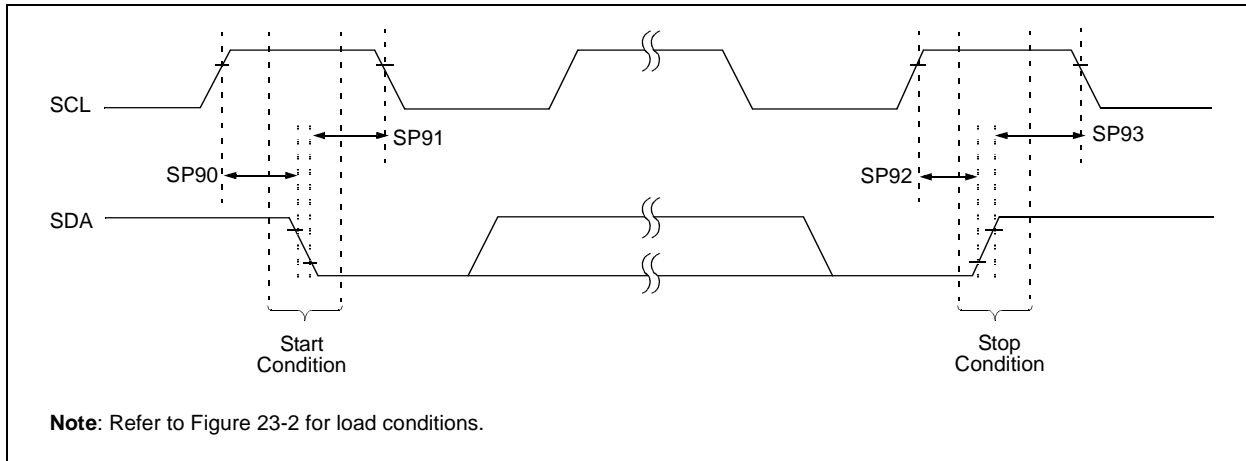 SCL
SP91
SP93
SP90
SP92
SDA
Start
Condition
Stop
Condition
Note: Refer to Figure 23-2 for load conditions.